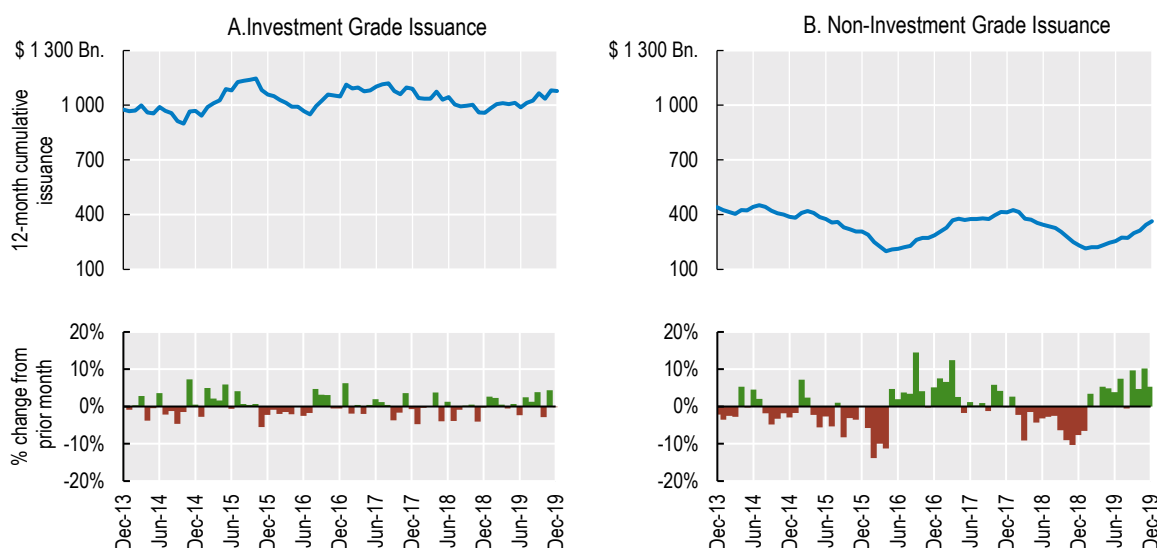 A.Investment Grade Issuance
$ 1 300 Bn.
1 000
700
400
100
12-month cumulative
issuance
20%
10%
0%
-10%
-20%
% change from
prior month
Dec-13
Jun-14
Dec-14
Jun-15
Dec-15
Jun-16
Dec-16
Jun-17
Dec-17
Jun-18
Dec-18
Jun-19
Dec-19
B. Non-Investment Grade Issuance
$ 1 300 Bn.
1 000
700
400
100
20%
10%
0%
-10%
-20%
Dec-13
Jun-14
Dec-14
Jun-15
Dec-15
Jun-16
Dec-16
Jun-17
Dec-17
Jun-18
Dec-18
Jun-19
Dec-19